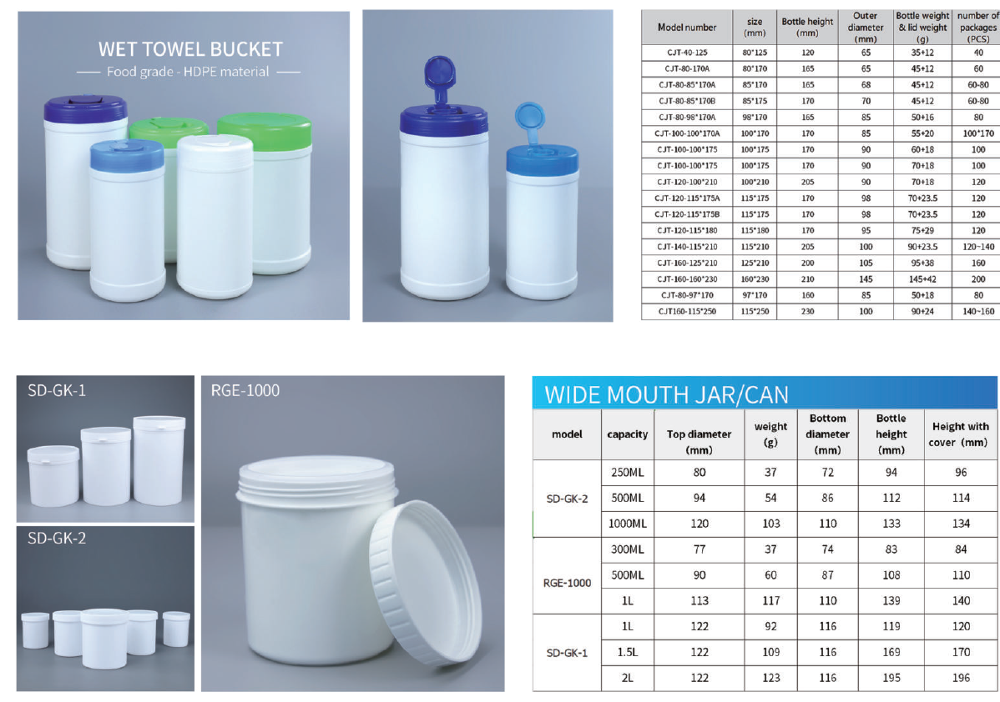 WET TOWEL BUCKET
Food grade - HDPE material
Model number size (mm) Bottle height (mm) Outer diameter (mm) Bottle weight & lid weight (g) number of packages (PCS)
CJT-40-125 80*125 120 65 35+12 40
CJT-80-170A 80*170 165 65 45+12 60
CJT-80-85*170A 85*170 165 68 45+12 60-80
CJT-80-85*170B 85*175 170 70 45+12 60-80
CJT-80-98*170A 98*170 165 85 50+16 80
CJT-100-100*170A 100*170 170 85 55+20 100*170
CJT-100-100*175 100*175 170 90 60+18 100
CJT-100-100*175 100*175 170 90 70+18 100
CJT-120-100*210 100*210 205 90 70+18 120
CJT-120-115*175A 115*175 170 98 70+23.5 120
CJT-120-115*175B 115*175 170 98 70+23.5 120
CJT-120-115*180 115*180 170 95 75+29 120
CJT-140-115*210 115*210 205 100 90+23.5 120~140
CJT-160-125*210 125*210 200 105 95+38 160
CJT-160-160*230 160*230 210 145 145+42 200
CJT-80-97*170 97*170 160 85 50+18 80
CJT160-115*250 115*250 230 100 90+24 140~160
SD-GK-1
RGE-1000
SD-GK-2
WIDE MOUTH JAR/CAN
model capacity Top diameter (mm) weight (g) Bottom diameter (mm) Bottle height (mm) Height with cover (mm)
SD-GK-2
250ML 80 37 72 94 96
500ML 94 54 86 112 114
1000ML 120 103 110 133 134
RGE-1000
300ML 77 37 74 83 84
500ML 90 60 87 108 110
1L 113 117 110 139 140
SD-GK-1
1L 122 92 116 119 120
1.5L 122 109 116 169 170
2L 122 123 116 195 196